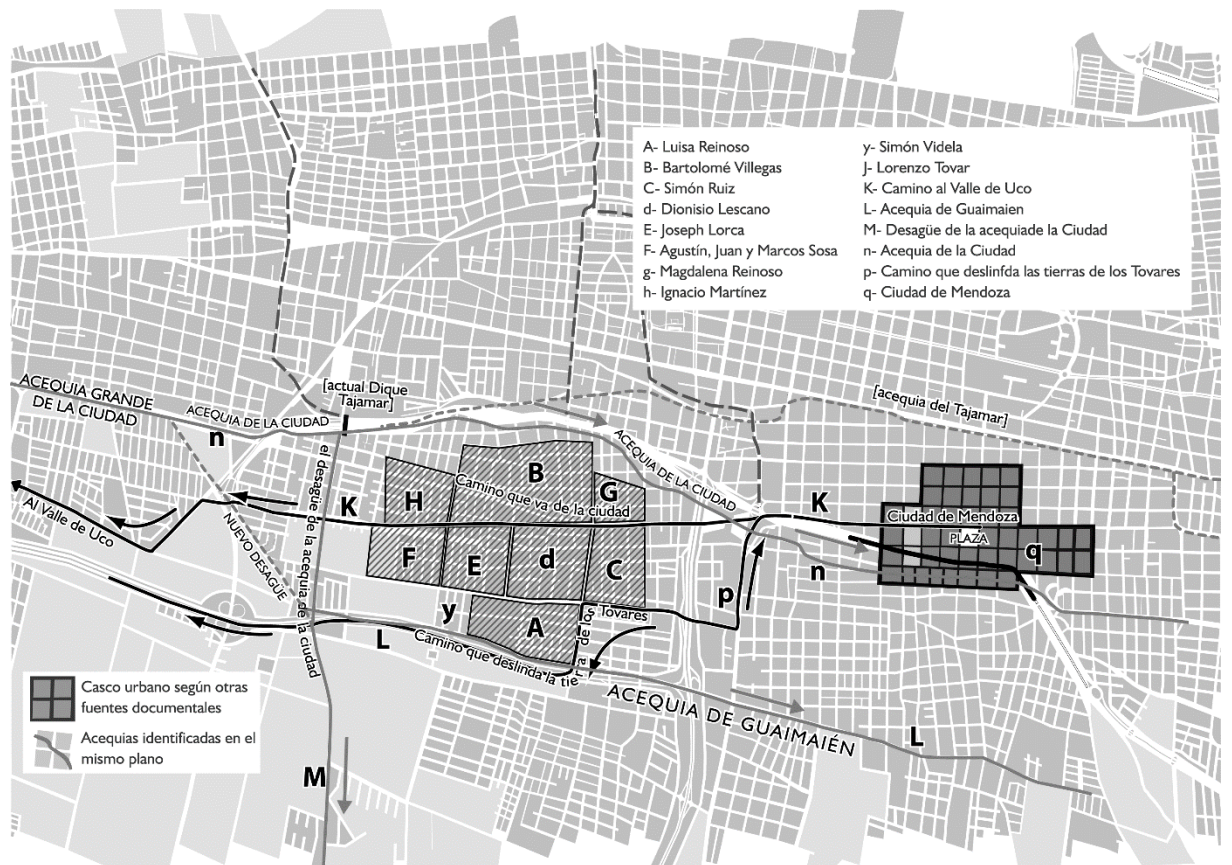 A- Luisa Reinoso
B- Bartolomé Villegas
C- Simón Ruiz
d- Dionisio Lescano
E- Joseph Lorca
F- Agustín, Juan y Marcos Sosa
g- Magdalena Reinoso
h- Ignacio Martínez
y- Simón Videla
J- Lorenzo Tovar
K- Camino al Valle de Uco
L- Acequia de Guaimaien
M- Desagüe de la acequiade la Ciudad
n- Acequia de la Ciudad
p- Camino que deslinfda las tierras de los Tovares
q- Ciudad de Mendoza
ACEQUIA GRANDE
DE LA CIUDAD
n
ACEQUIA DE LA CIUDAD
[actual Dique
Tajamar]
[acequia del Tajamar]
ACEQUIA DE LA CIUDAD
B
G
H
Camino que va de la ciudad
K
K
Ciudad de Mendoza
PLAZA
q
Al Valle de Uco
NUEVO DESAGÜE
el desagüe de la acequia de la ciudad
F
E
d
C
n
p
y
A
L
Camino que deslinda la tierra de los Tovares
ACEQUIA DE GUAIMAIÉN
L
M
Casco urbano según otras
fuentes documentales
Acequias identificadas en el
mismo plano